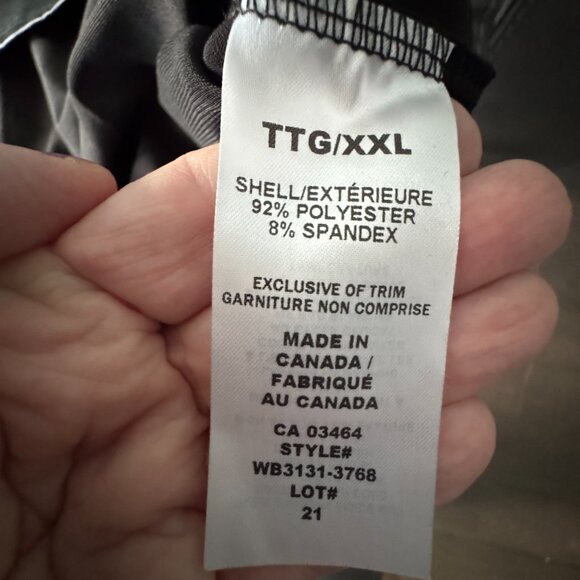 TTG/XXL
SHELL/EXTÉRIEURE
92% POLYESTER
8% SPANDEX
EXCLUSIVE OF TRIM
GARNITURE NON COMPRISE
MADE IN
CANADA /
FABRIQUÉ
AU CANADA
CA 03464
STYLE#
WB3131-3768
LOT#
21